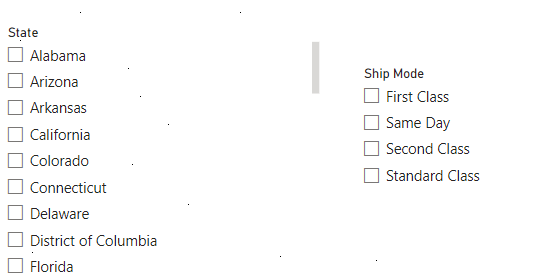 State
Alabama
Arizona
Arkansas
California
Colorado
Connecticut
Delaware
District of Columbia
Florida
Ship Mode
First Class
Same Day
Second Class
Standard Class